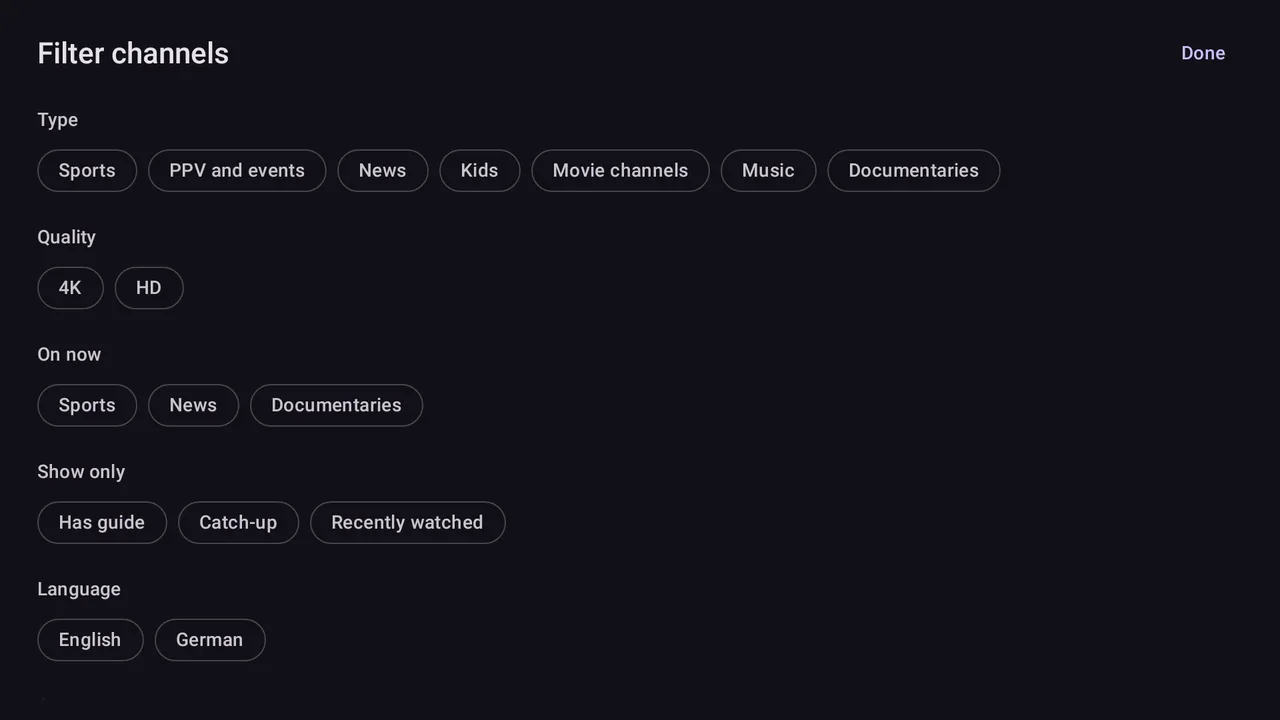 Filter channels
Done
Type
Sports PPV and events News Kids Movie channels Music Documentaries
Quality
4K HD
On now
Sports News Documentaries
Show only
Has guide Catch-up Recently watched
Language
English German